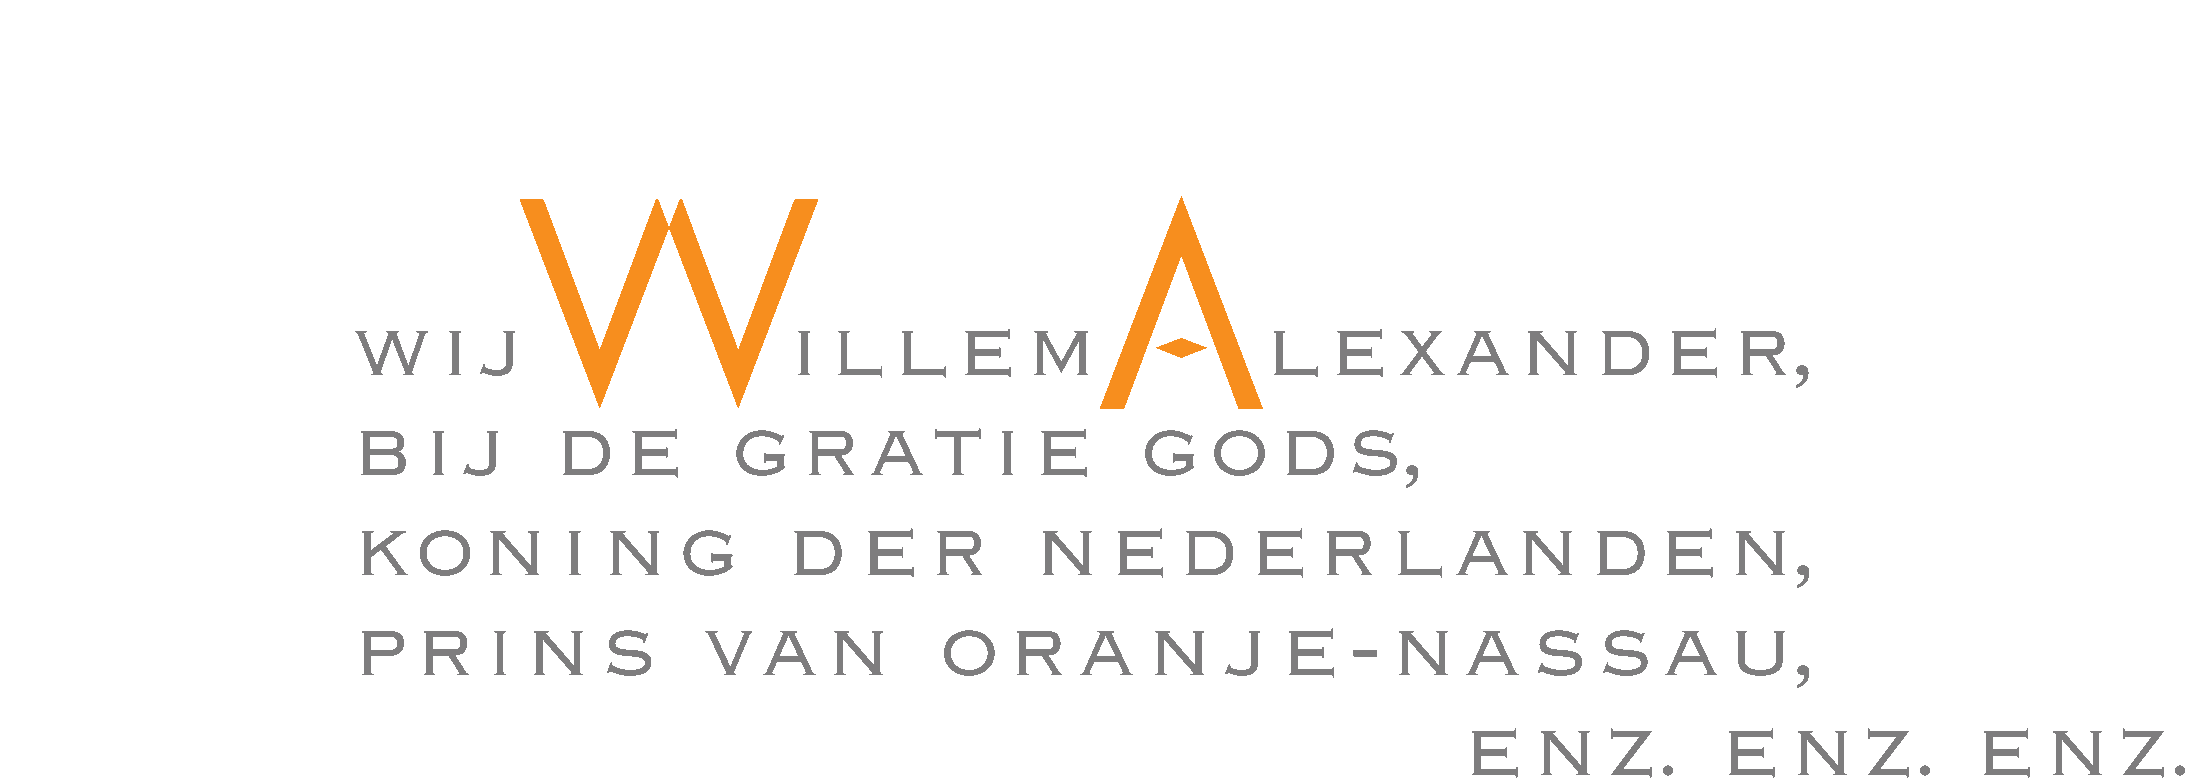 WIJ WILLEM ALEXANDER,
BIJ DE GRATIE GODS,
KONING DER NEDERLANDEN,
PRINS VAN ORANJE-NASSAU,
ENZ. ENZ. ENZ.